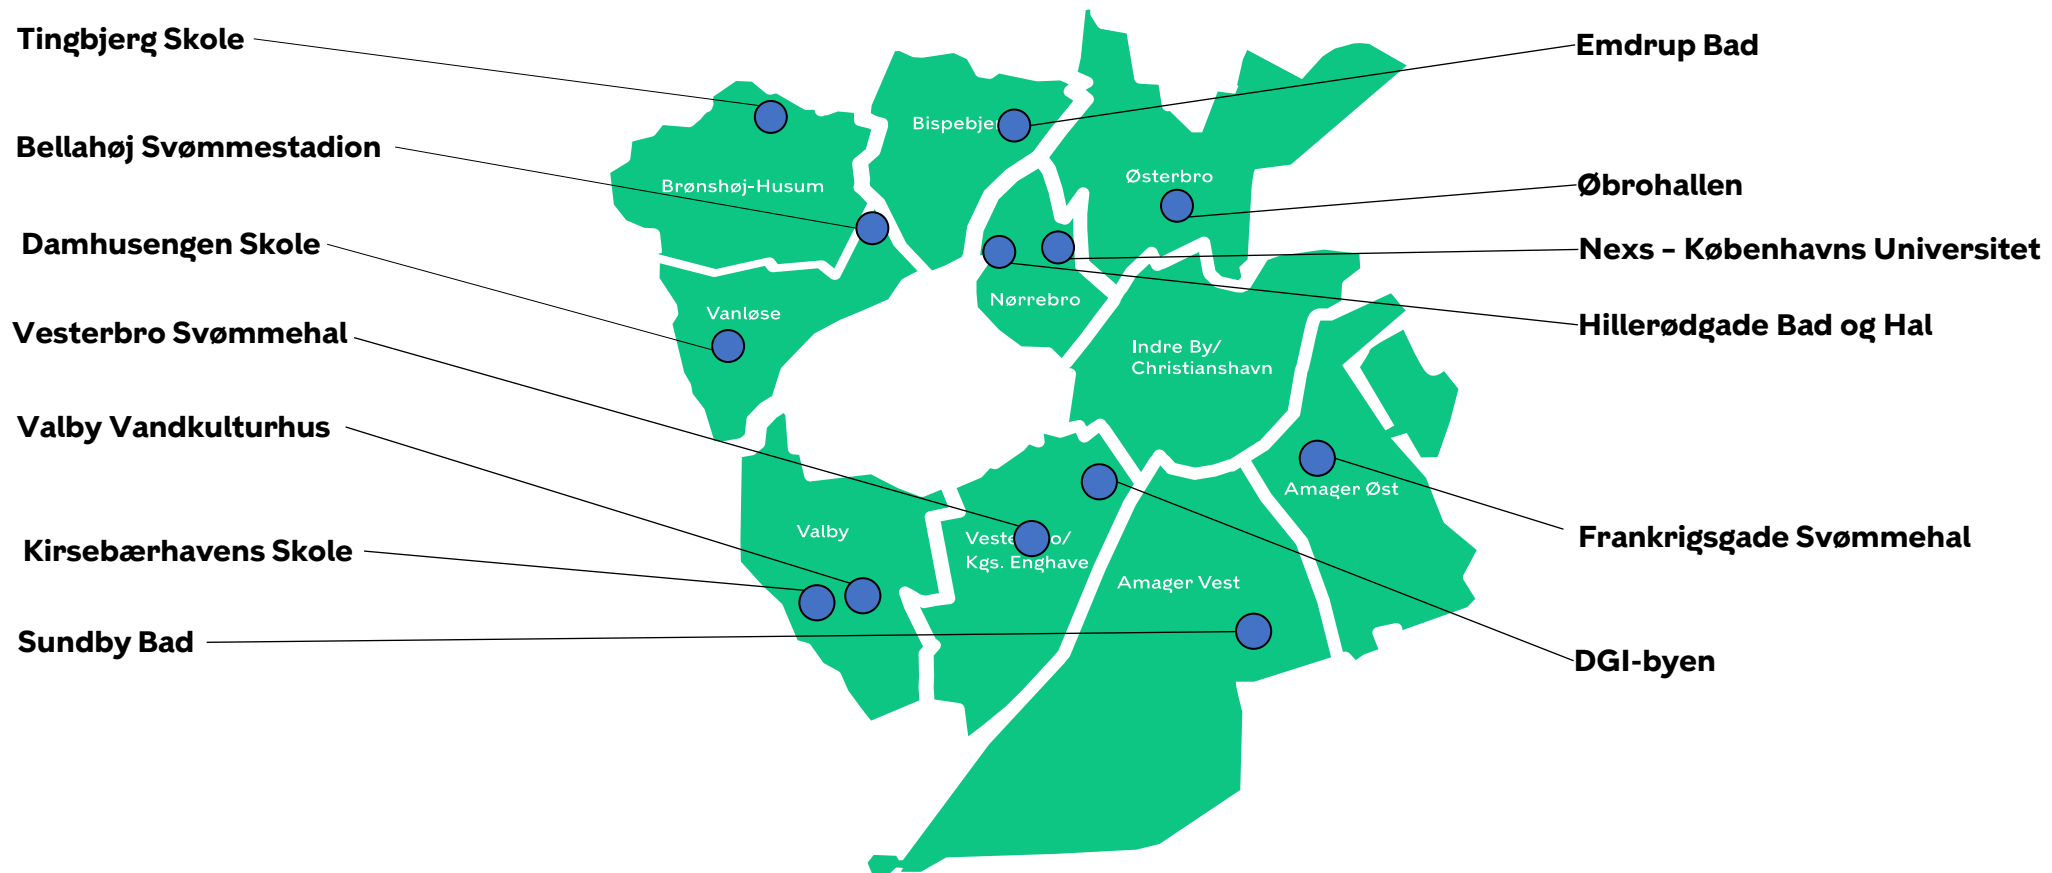 Tingbjerg Skole
Emdrup Bad
Bispebje
Bellahøj Svømmestadion
Brønshøj-Husum
Østerbro
Øbrohallen
Damhusengen Skole
Nexs – Københavns Universitet
Nørrebro
Vanløse
Vesterbro Svømmehal
Hillerødgade Bad og Hal
Indre By/
Christianshavn
Valby Vandkulturhus
Amager Øst
Valby
Veste o/
Kgs. Enghave
Frankrigsgade Svømmehal
Kirsebærhavens Skole
Amager Vest
Sundby Bad
DGI-byen